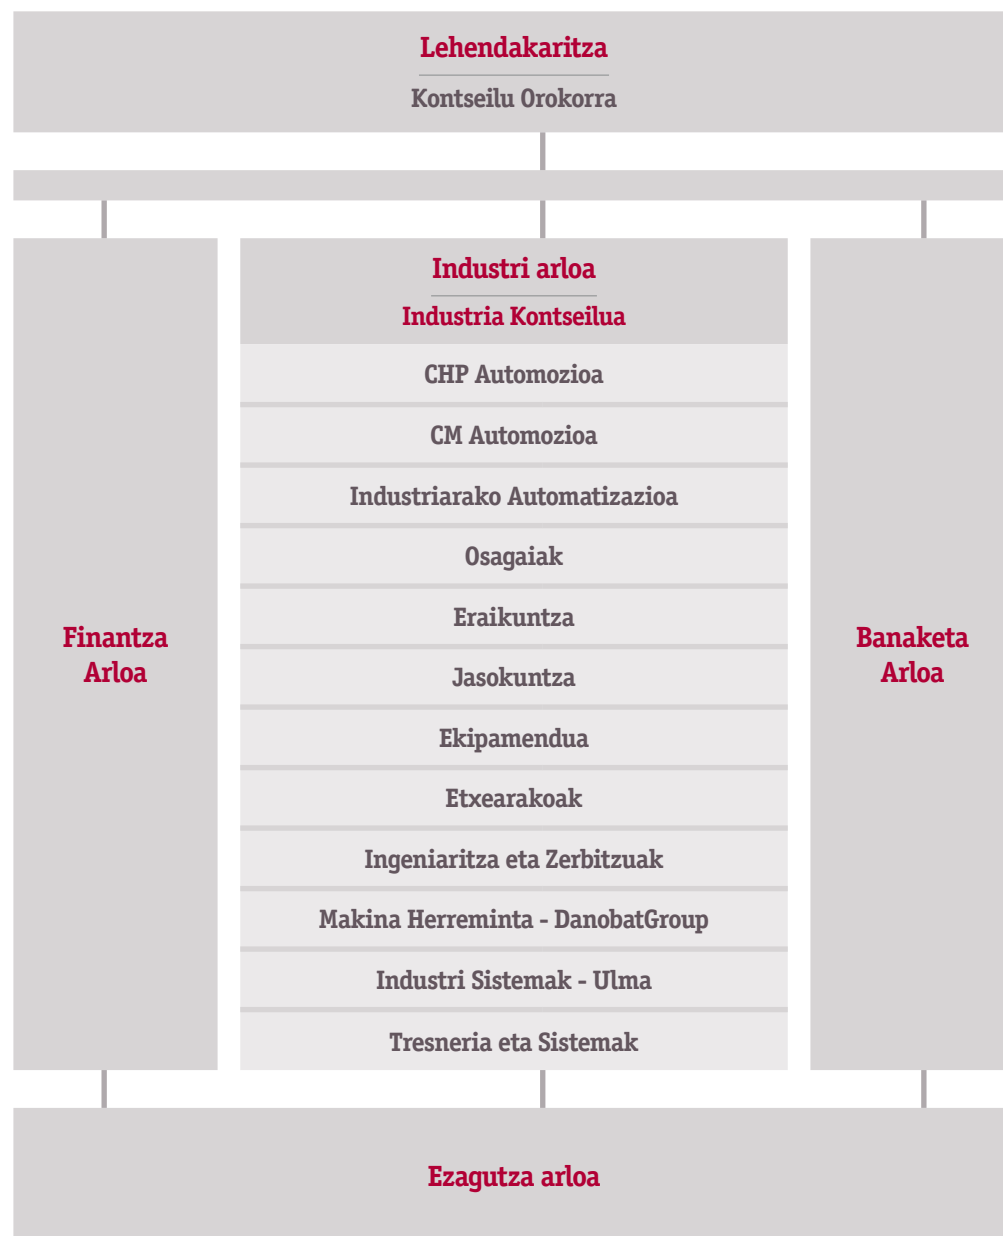 Lehendakaritza
Kontseilu Orokorra
Industri arloa
Industria Kontseilua
CHP Automozioa
CM Automozioa
Industriarako Automatizazioa
Osagaiak
Eraikuntza
Jasokuntza
Ekipamendua
Etxearakoak
Ingeniaritza eta Zerbitzuak
Makina Herreminta - DanobatGroup
Industri Sistemak - Ulma
Tresneria eta Sistemak
Finantza
Arloa
Banaketa
Arloa
Ezagutza arloa